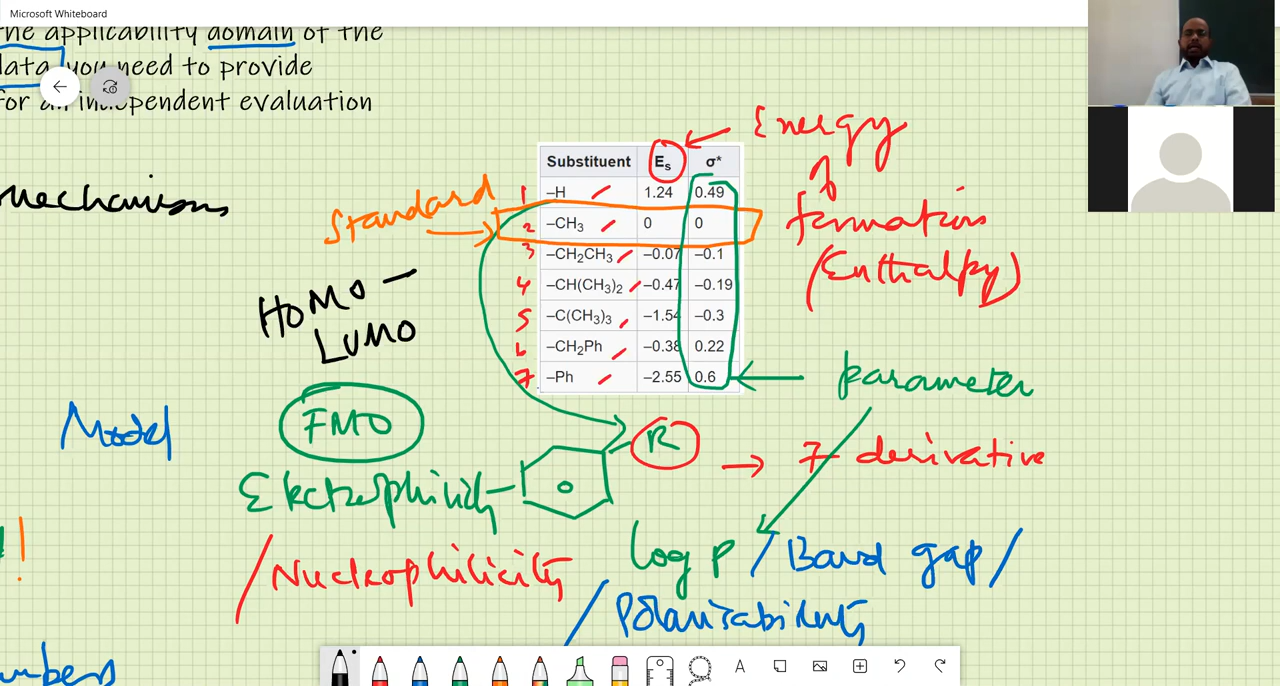 Microsoft Whiteboard
the applicability domain of the
data, you need to provide
for an independent evaluation
mechanisms
Standard
HOMO –
LUMO
FMO
Model
Substituent Es σ*
1 –H 1.24 0.49
2 –CH3 0 0
3 –CH2CH3 –0.07 –0.1
4 –CH(CH3)2 –0.47 –0.19
5 –C(CH3)3 –1.54 –0.3
6 –CH2Ph –0.38 0.22
7 –Ph –2.55 0.6
Energy
of
formation
(Enthalpy)
parameter
R → 7 derivative
Electrophilicity
/Nucleophilicity
log P / Band gap /
/ Polarizability
!